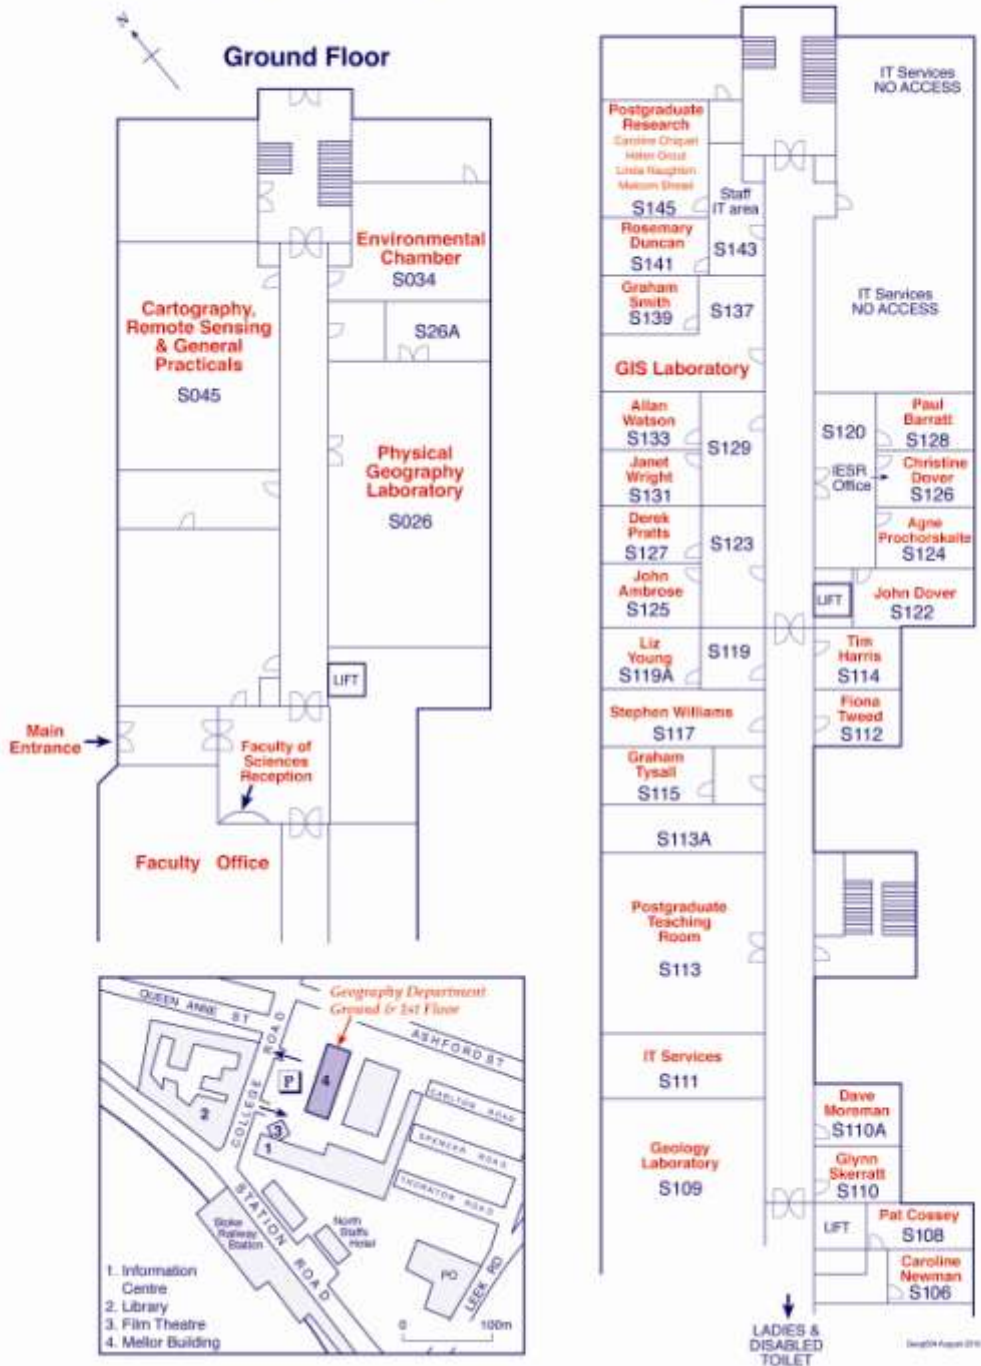 N
Ground Floor
Environmental
Chamber
S034
Cartography,
Remote Sensing
& General
Practicals
S045
S26A
Physical
Geography
Laboratory
S026
LIFT
Main
Entrance
Faculty of
Sciences
Reception
Faculty Office
IT Services
NO ACCESS
Postgraduate
Research
Caroline
Helen
Linda Naughton
S145
Staff
IT area
Rosemary
Duncan
S141
S143
Graham
Smith
S139
S137
IT Services
NO ACCESS
GIS Laboratory
Allan
Watson
S133
S129
Janet
Wright
S131
S120
Paul
Barratt
S128
IESR
Office
Christine
Dover
S126
Derek
Pratts
S127
S123
Agne
Prochorskaite
S124
John
Ambrose
S125
LIFT
John Dover
S122
Liz
Young
S119A
S119
Tim
Harris
S114
Stephen Williams
S117
Fiona
Tweed
S112
Graham
Tysall
S115
S113A
Postgraduate
Teaching
Room
S113
IT Services
S111
Dave
Moreman
S110A
Geology
Laboratory
S109
Glynn
Skerratt
S110
LIFT
Pat Cossey
S108
Caroline
Newman
S106
LADIES &
DISABLED
TOILET
Geography Department
Ground & 1st Floor
QUEEN ANNE ST
COLLEGE ROAD
ASHFORD ST
P
4
2
3
1
CARLTON ROAD
SPENCER ROAD
THORNTON ROAD
STATION ROAD
Stoke
Railway
Station
North
Staffs
Hotel
PO
LEEK RD
1. Information
Centre
2. Library
3. Film Theatre
4. Mellor Building
0 100m